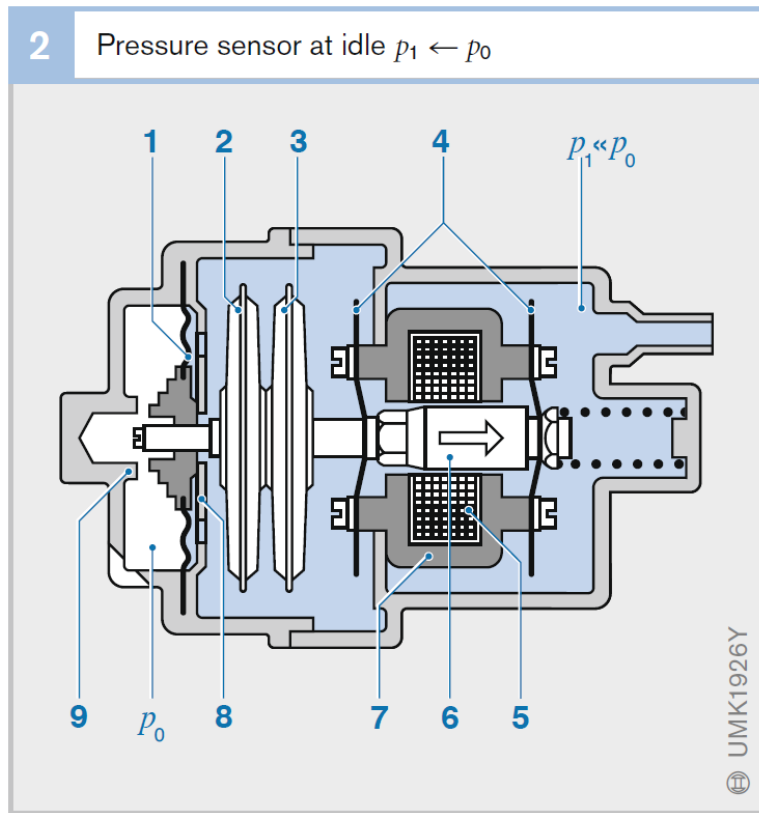 2 Pressure sensor at idle p₁ ← p₀
1 2 3 4 p₁«p₀
9 p₀ 8 7 6 5
© UMK1926Y